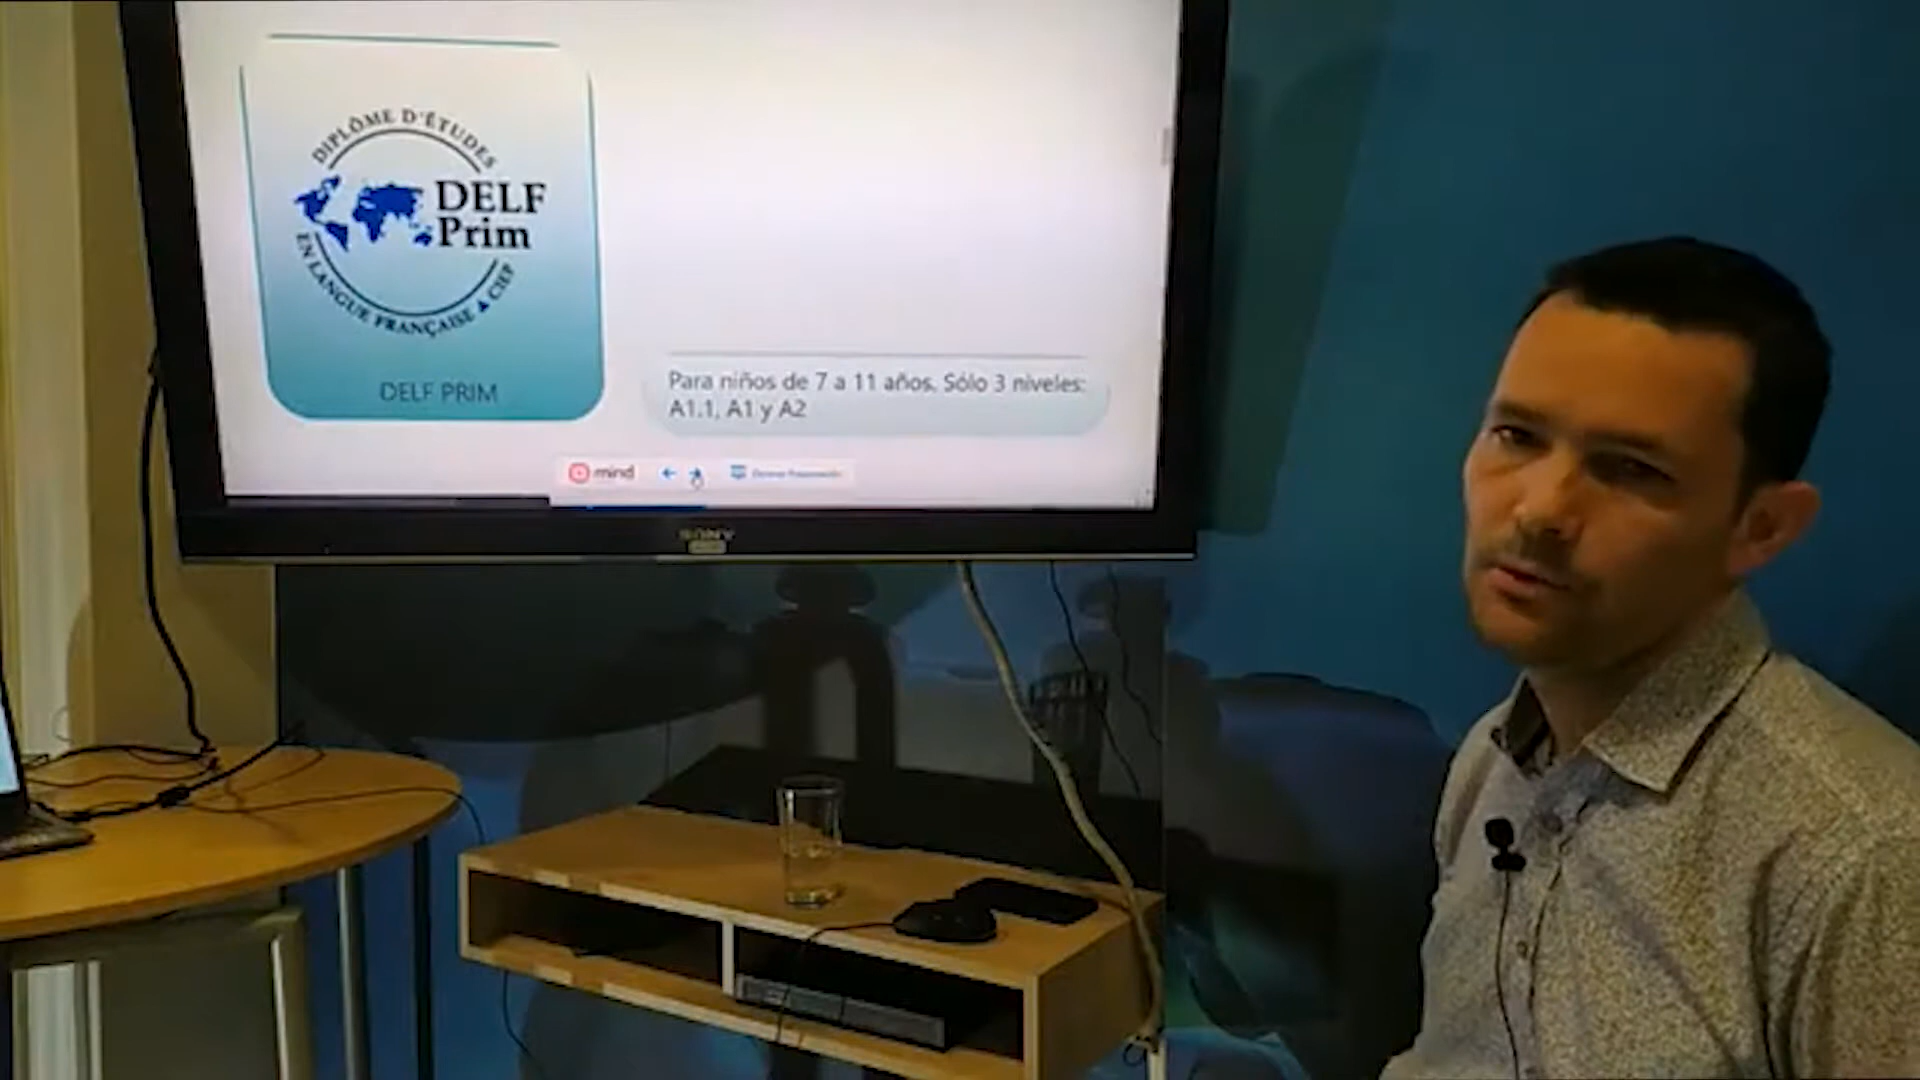 DIPLÔME D'ÉTUDES
DELF
Prim
EN LANGUE FRANÇAISE CIEP
DELF PRIM
Para niños de 7 a 11 años. Sólo 3 niveles:
A1.1, A1 y A2
mind
SONY